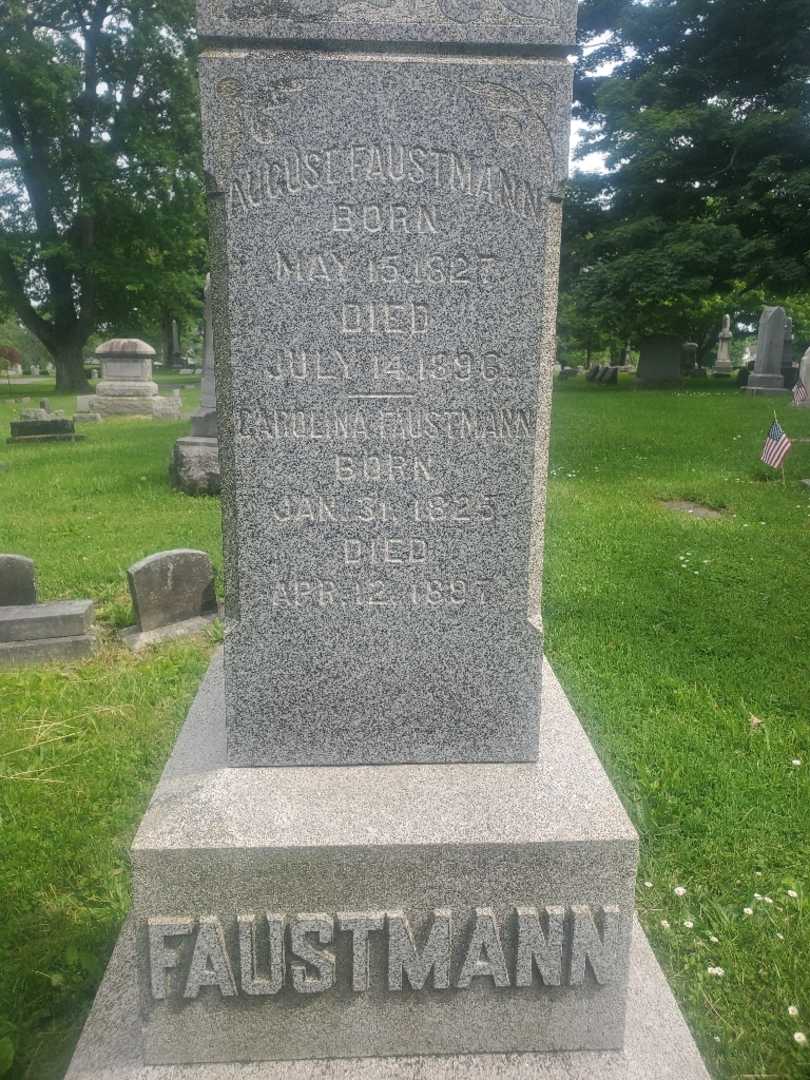 AUGUST FAUSTMANN
BORN
MAY 15, 1827
DIED
JULY 14, 1896
CAROLINA FAUSTMANN
BORN
JAN. 31, 1825
DIED
APR. 12, 1897
FAUSTMANN